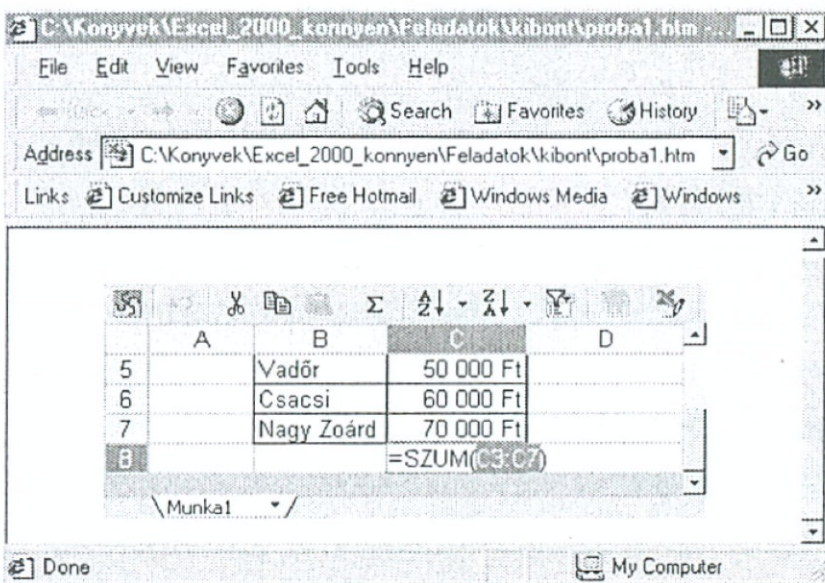 C:\Konyvek\Excel_2000_konnyen\Feladatok\kibont\proba1.htm -...
File Edit View Favorites Tools Help
Search Favorites History »
Address C:\Konyvek\Excel_2000_konnyen\Feladatok\kibont\proba1.htm Go
Links Customize Links Free Hotmail Windows Media Windows »
A B C D
5 Vadőr 50 000 Ft
6 Csacsi 60 000 Ft
7 Nagy Zoárd 70 000 Ft
8 =SZUM(C3:C7)
Munka1
Done My Computer